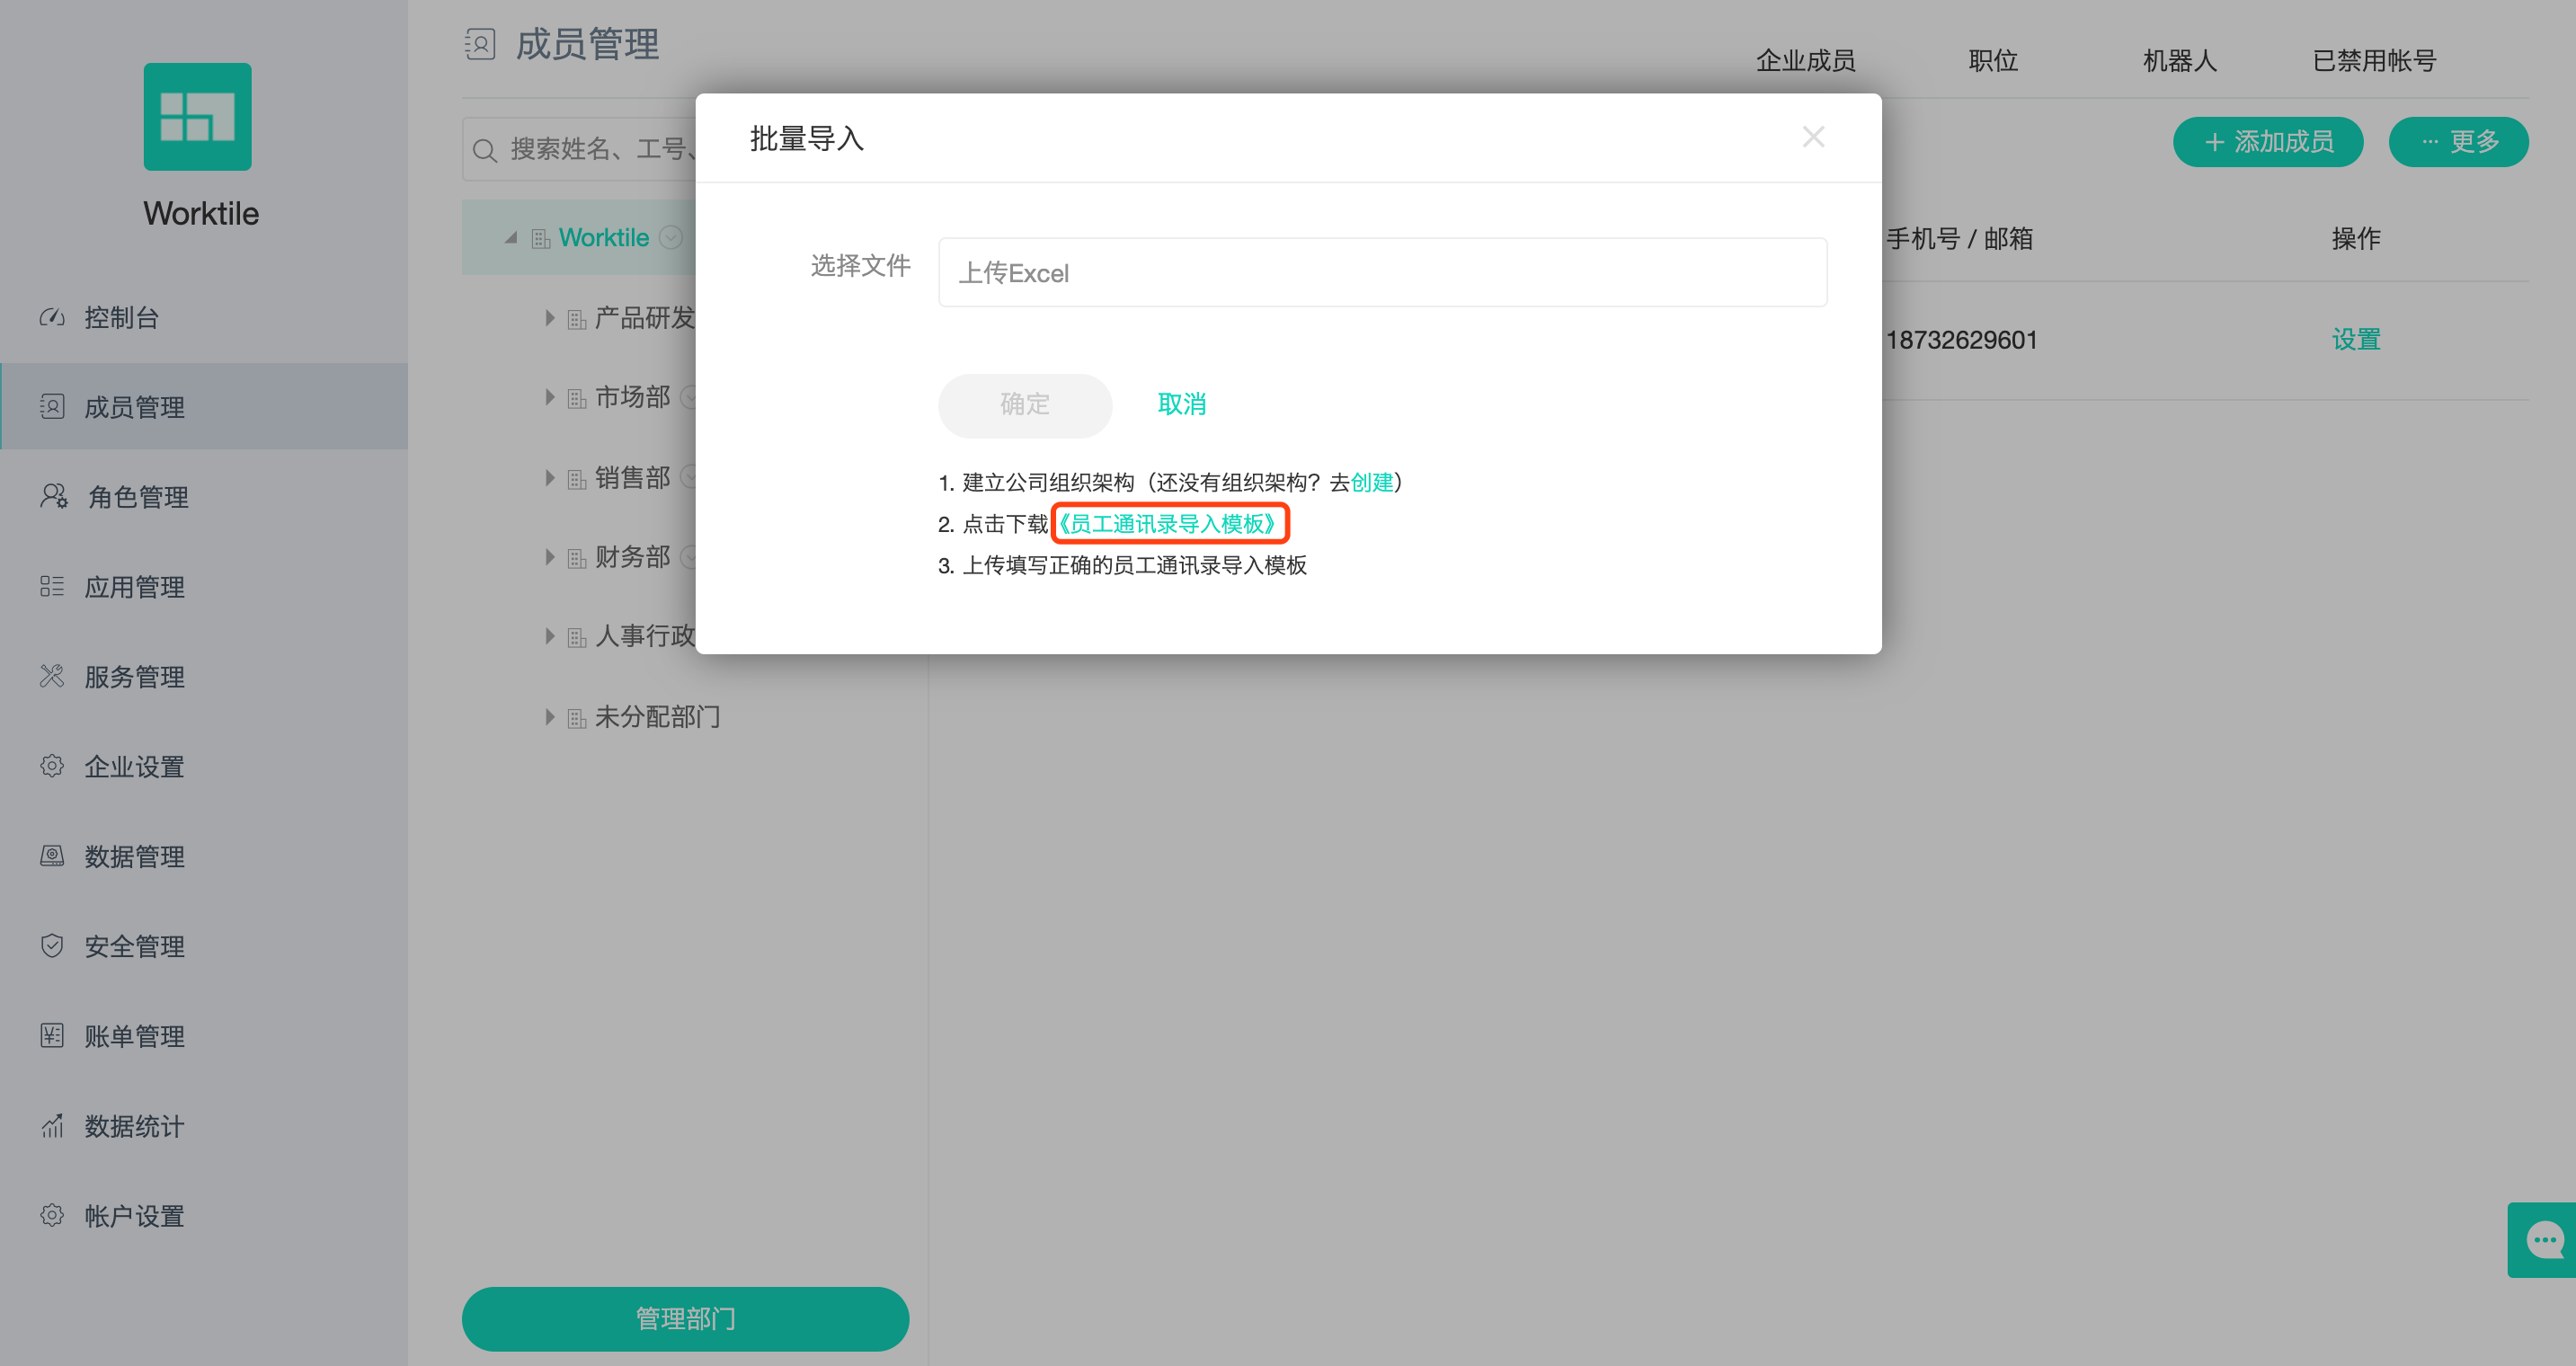 Worktile
控制台
成员管理
角色管理
应用管理
服务管理
企业设置
数据管理
安全管理
账单管理
数据统计
帐户设置
成员管理
企业成员 职位 机器人 已禁用帐号
搜索姓名、工号、
+ 添加成员 ··· 更多
Worktile
产品研发
市场部
销售部
财务部
人事行政
未分配部门
管理部门
手机号 / 邮箱 操作
18732629601 设置
批量导入
选择文件 上传Excel
确定 取消
1. 建立公司组织架构（还没有组织架构？去创建）
2. 点击下载《员工通讯录导入模板》
3. 上传填写正确的员工通讯录导入模板